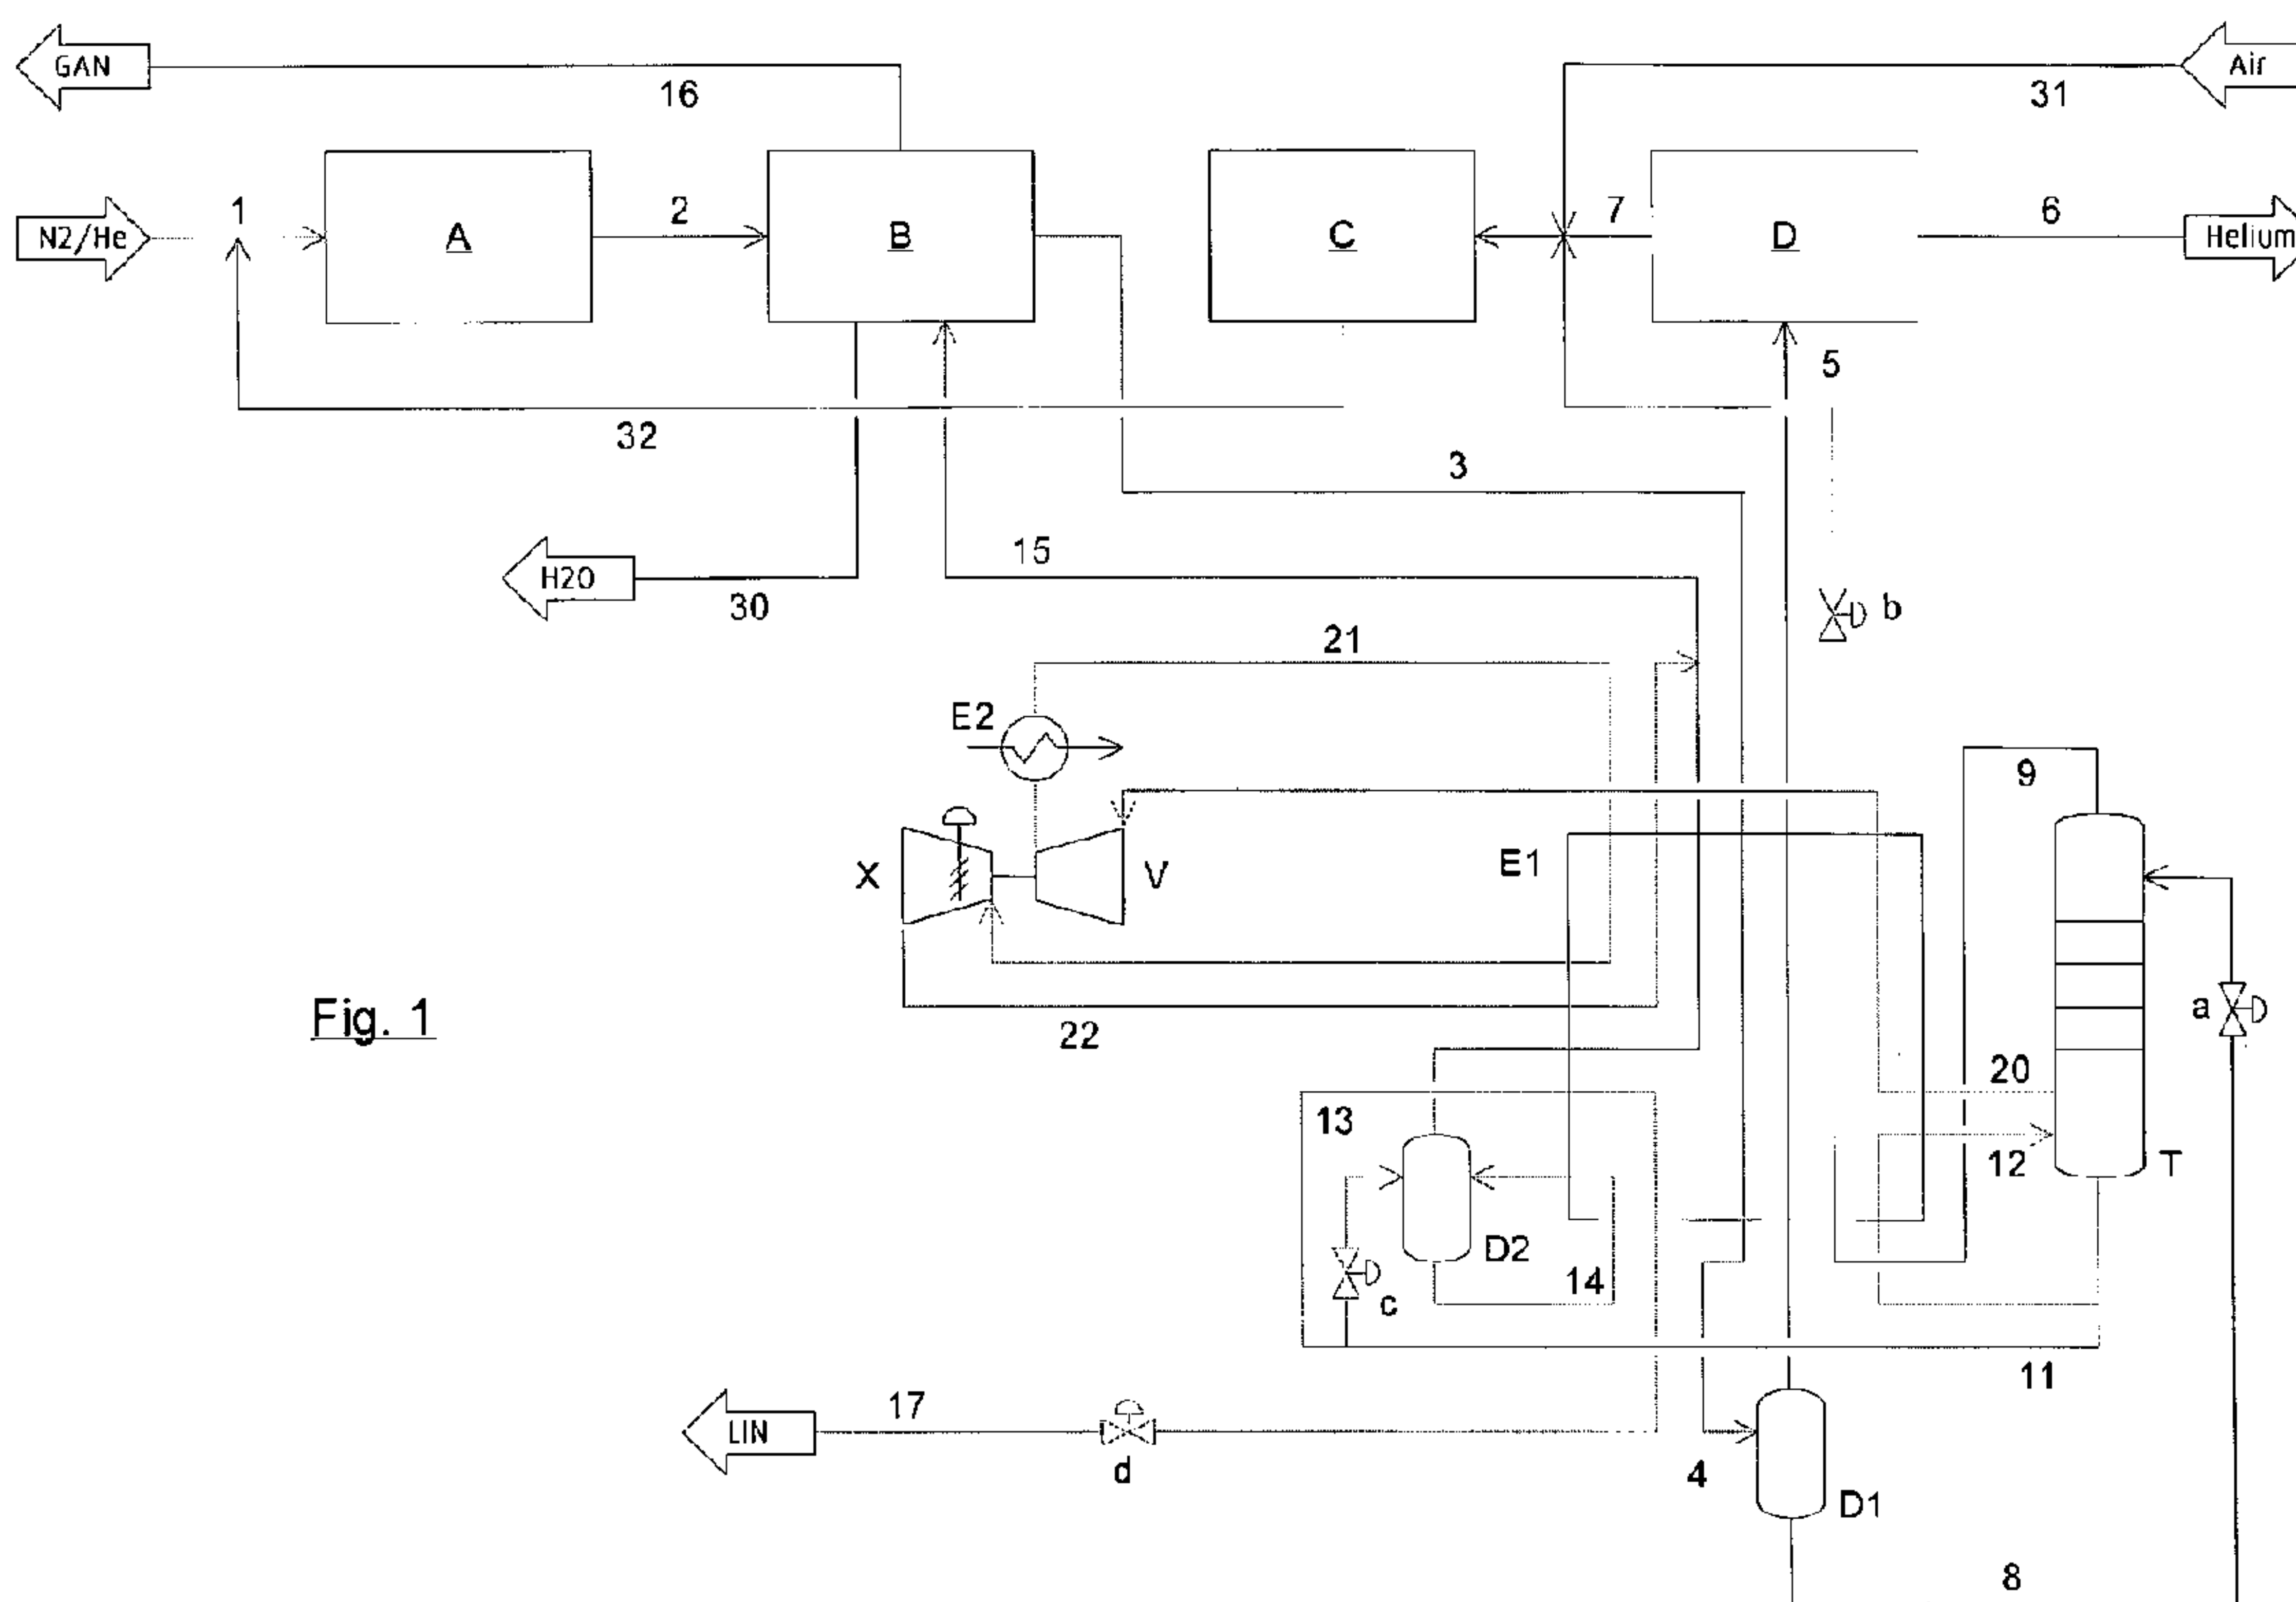 GAN
16
Air
31
N2/He
1
A
2
B
C
7
D
6
Helium
5
32
3
15
H2O
30
b
21
E2
9
X
V
E1
a
22
20
13
12
T
D2
14
c
11
17
LIN
d
4
D1
8
Fig. 1